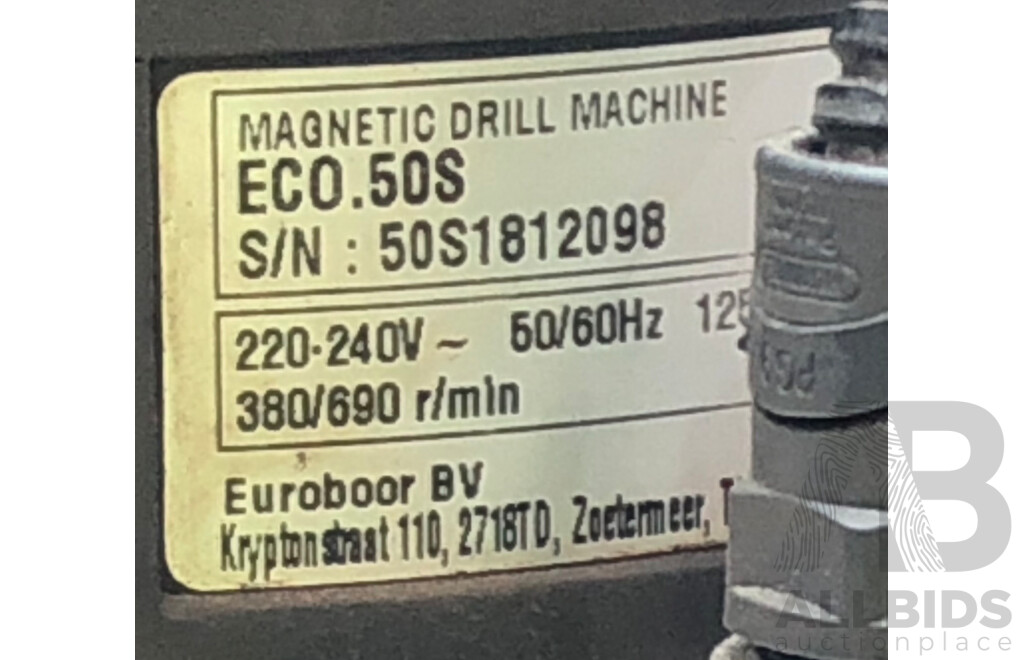 MAGNETIC DRILL MACHINE
ECO.50S
S/N : 50S1812098
220-240V ~ 50/60Hz
380/690 r/min
Euroboor BV
Kryptonstraat 110, 2718TD, Zoetermeer,
AB
ALLBIDS
auctionplace